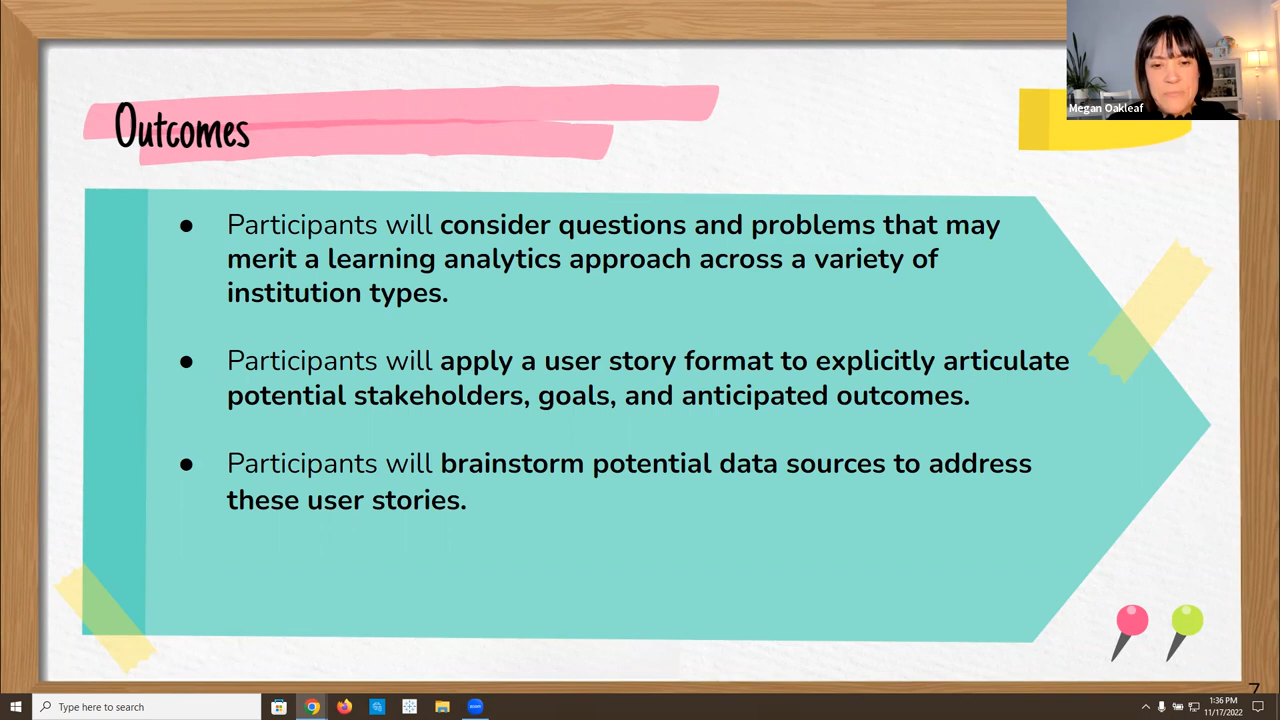 Megan Oakleaf
Outcomes
● Participants will consider questions and problems that may
merit a learning analytics approach across a variety of
institution types.
● Participants will apply a user story format to explicitly articulate
potential stakeholders, goals, and anticipated outcomes.
● Participants will brainstorm potential data sources to address
these user stories.
7
Type here to search
zoom
1:36 PM
11/17/2022